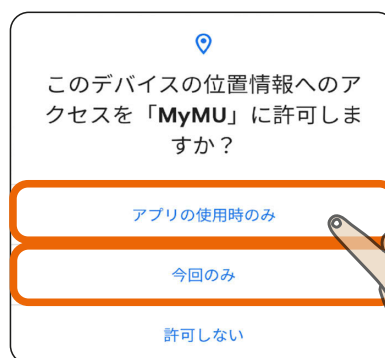 このデバイスの位置情報へのア
クセスを「MyMU」に許可しま
すか？
アプリの使用時のみ
今回のみ
許可しない